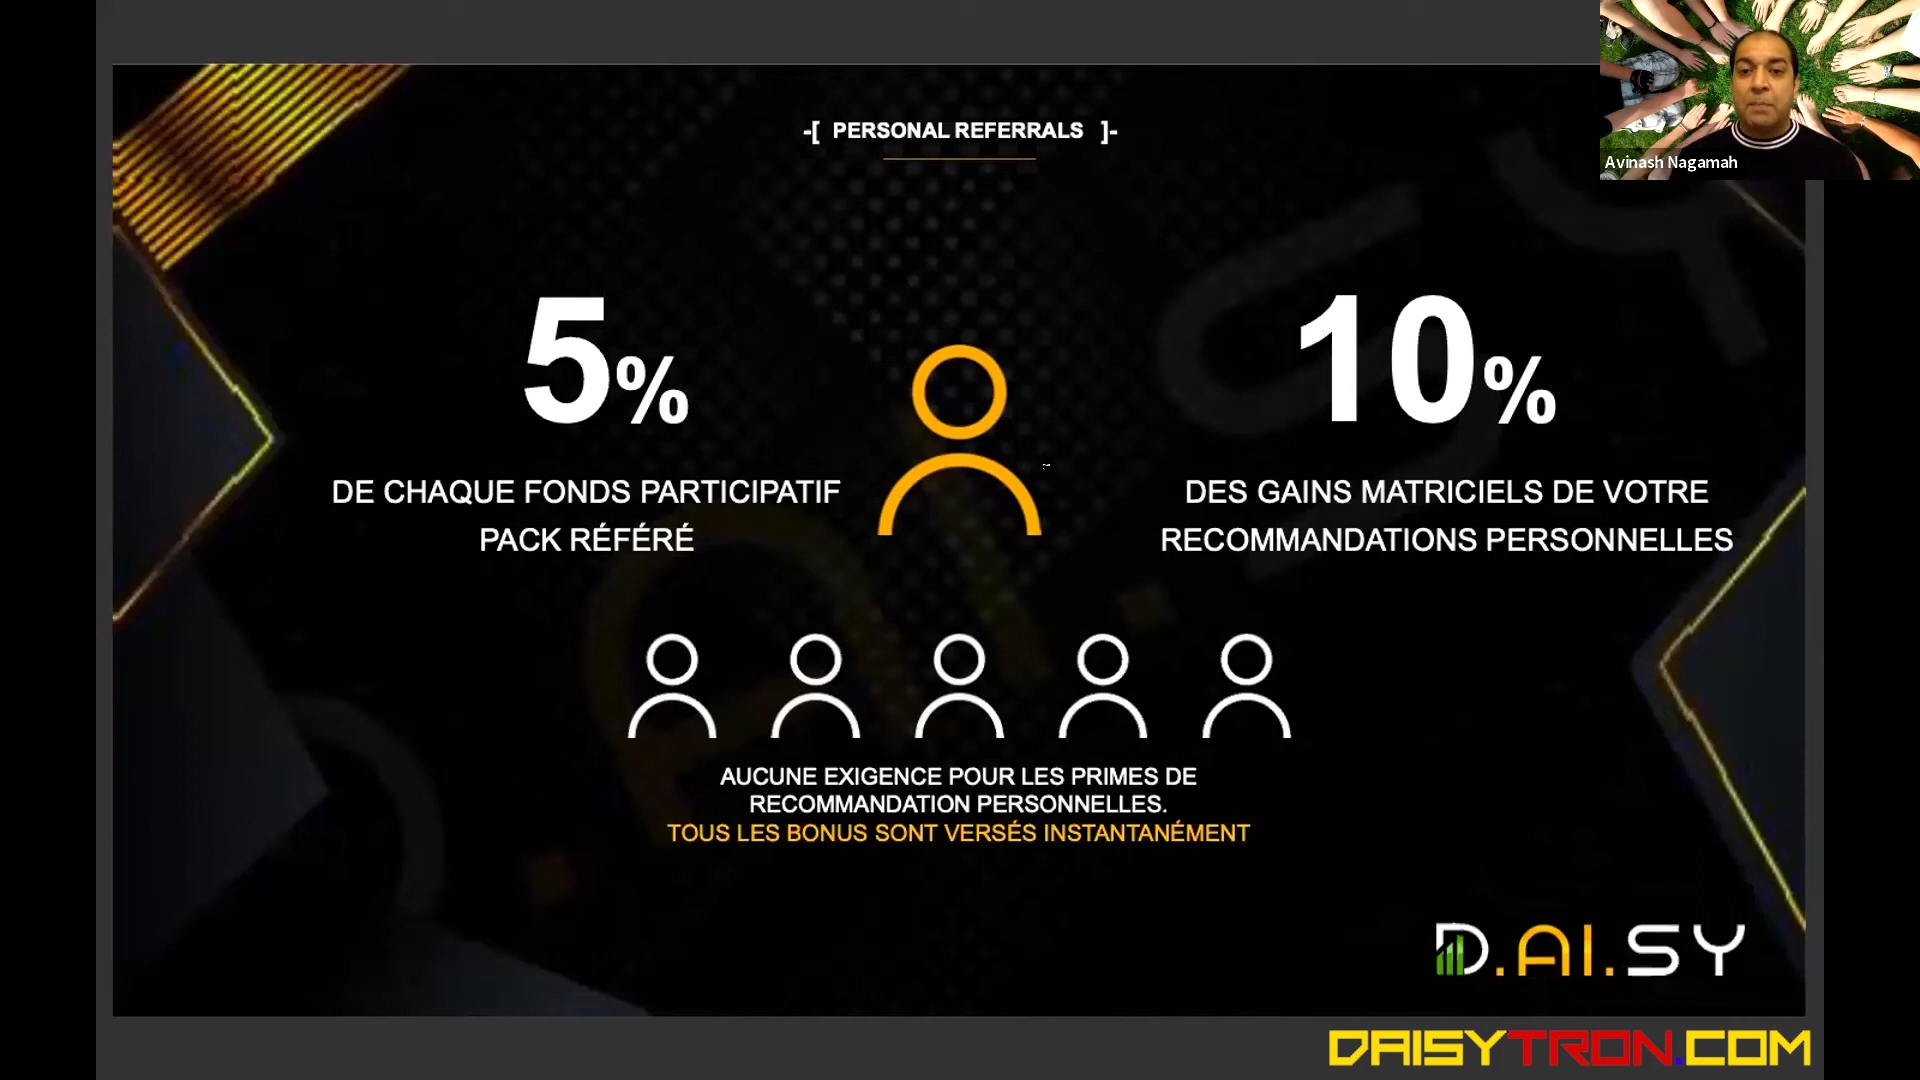 -[ PERSONAL REFERRALS ]-
Avinash Nagamah
5%
DE CHAQUE FONDS PARTICIPATIF
PACK RÉFÉRÉ
10%
DES GAINS MATRICIELS DE VOTRE
RECOMMANDATIONS PERSONNELLES
AUCUNE EXIGENCE POUR LES PRIMES DE
RECOMMANDATION PERSONNELLES.
TOUS LES BONUS SONT VERSÉS INSTANTANÉMENT
D.AI.SY
DAISYTRON.COM